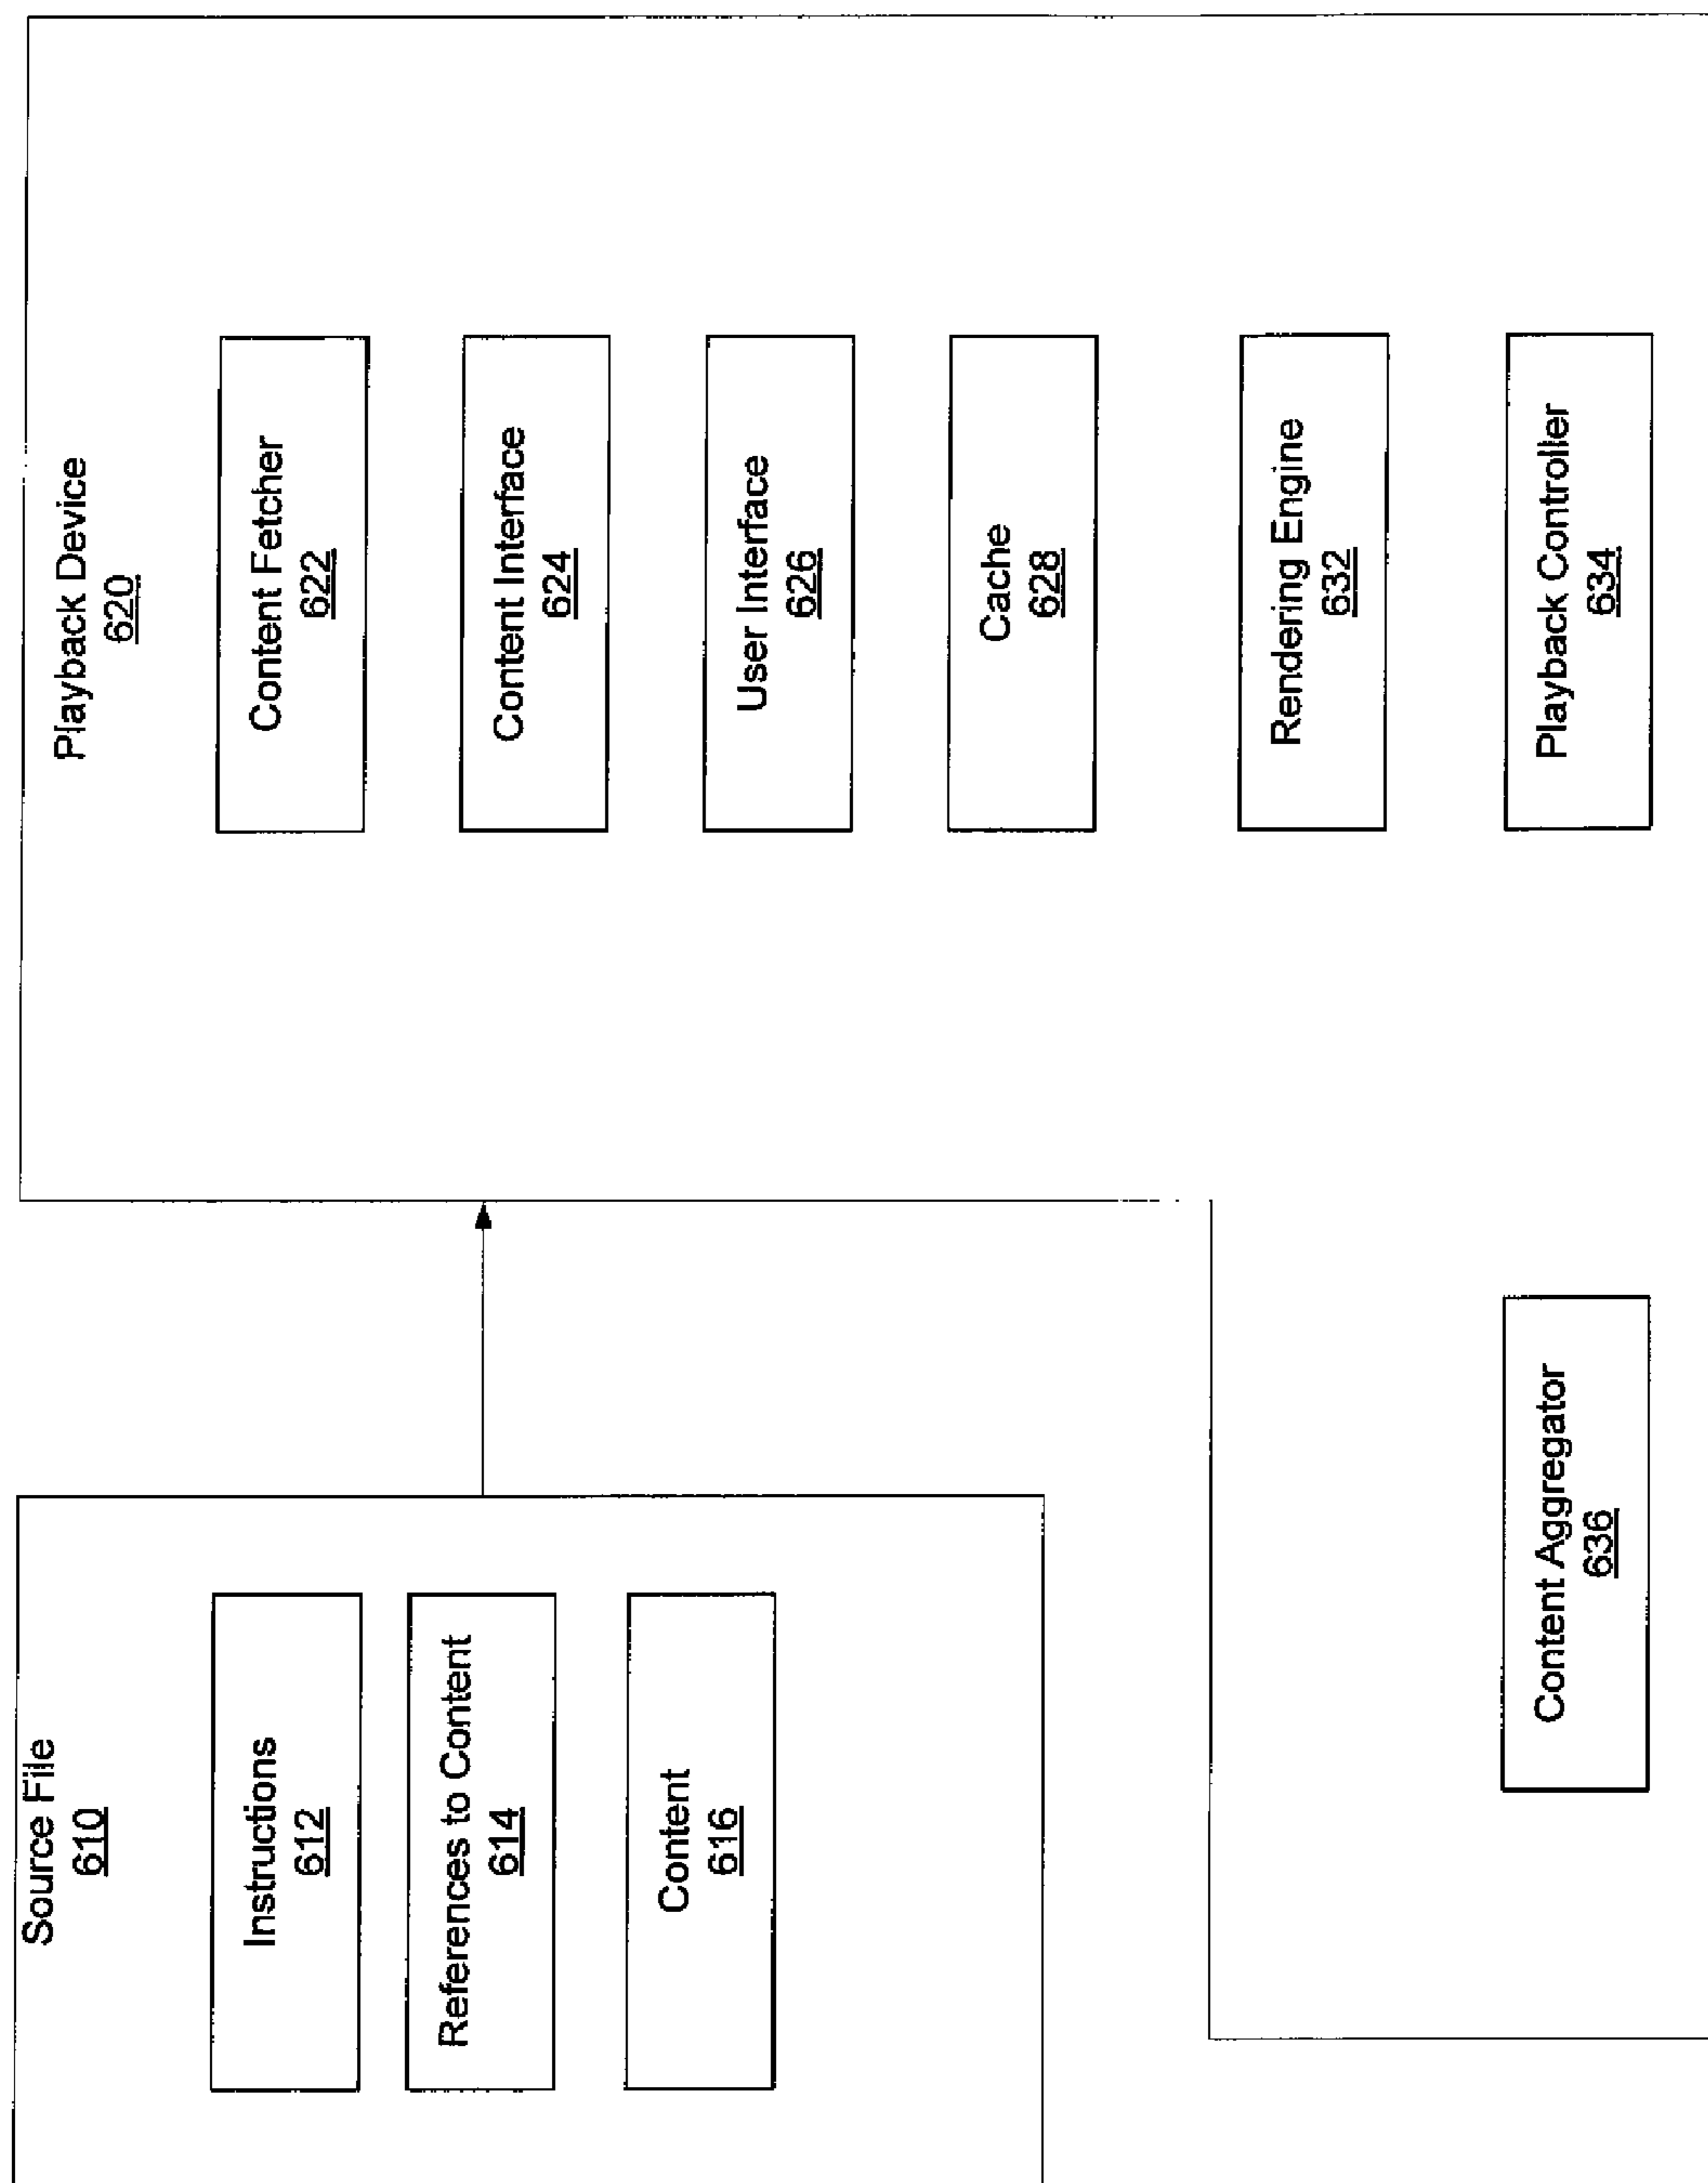 Source File
610
Instructions
612
References to Content
614
Content
616
Playback Device
620
Content Fetcher
622
Content Interface
624
User Interface
626
Cache
628
Rendering Engine
632
Playback Controller
634
Content Aggregator
636